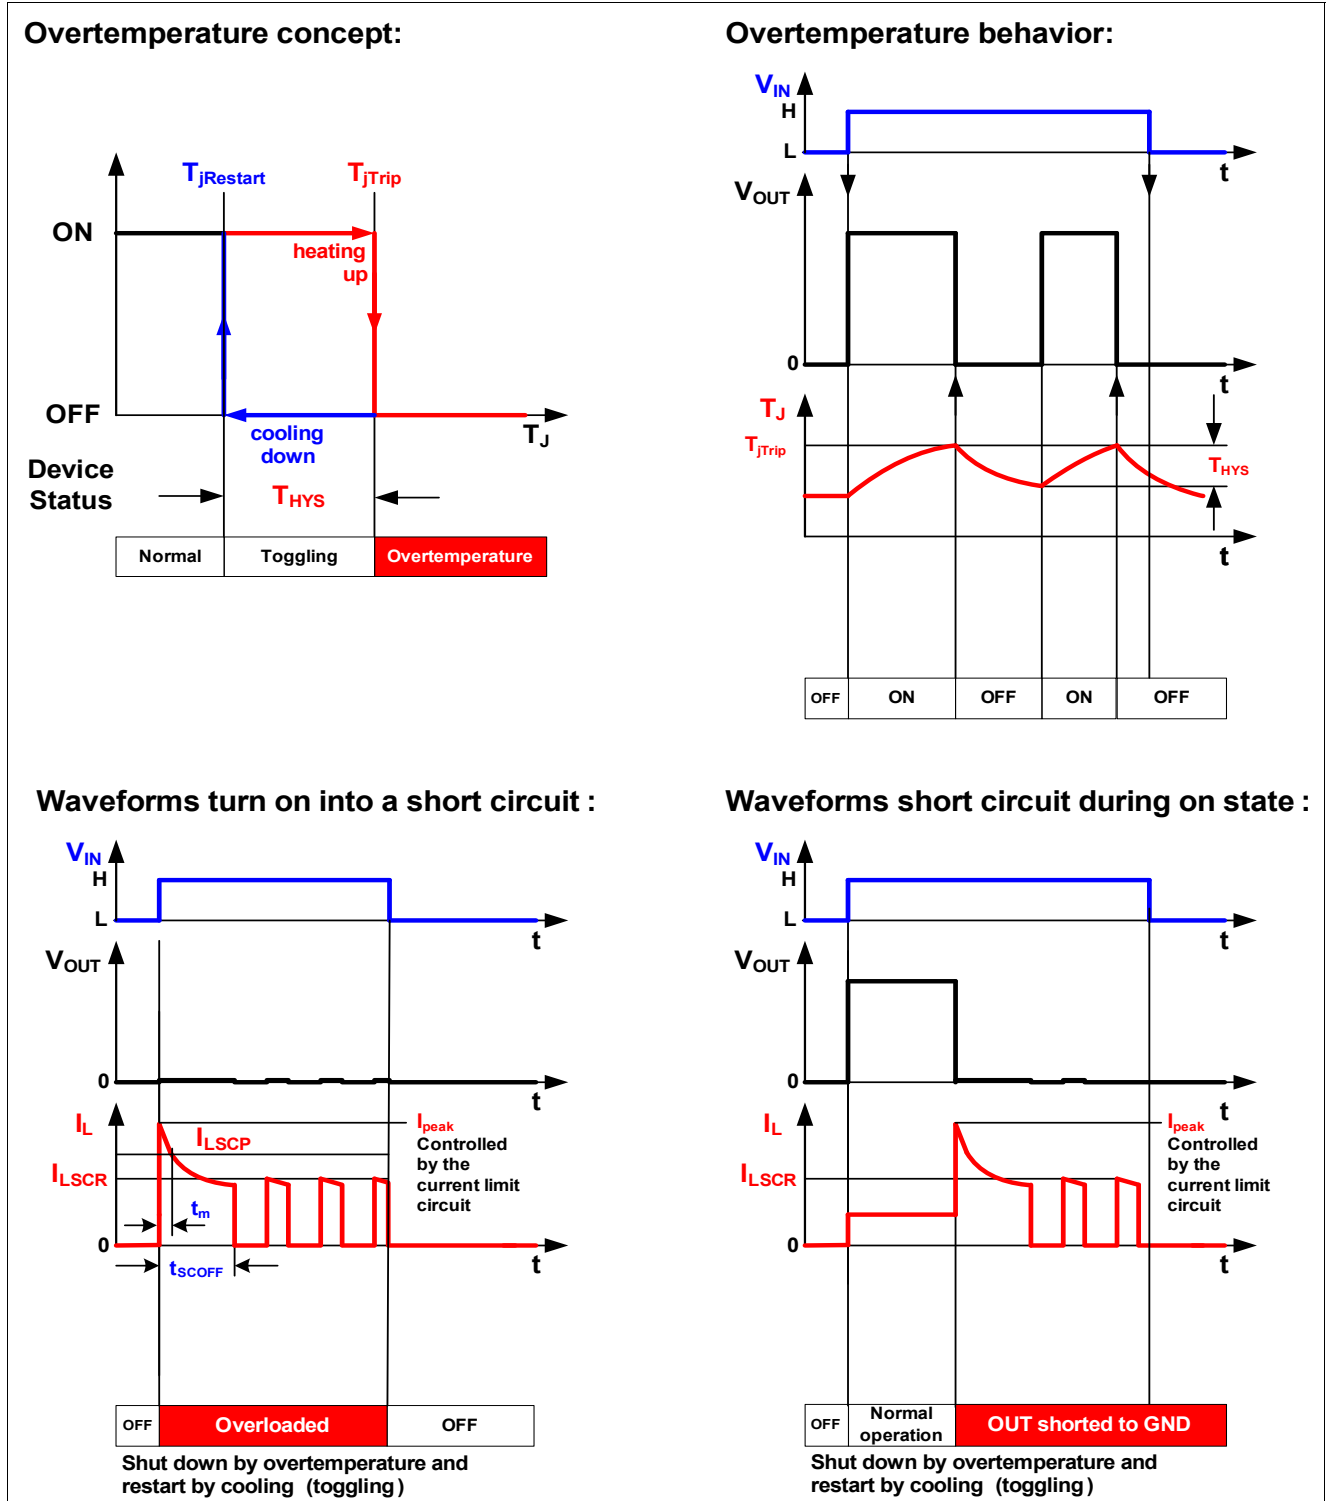 Overtemperature concept:
TjRestart
TjTrip
ON
heating
up
OFF
cooling
down
TJ
Device
Status
THYS
Normal
Toggling
Overtemperature
Overtemperature behavior:
VIN
H
L
t
VOUT
0
t
TJ
TjTrip
THYS
t
OFF
ON
OFF
ON
OFF
Waveforms turn on into a short circuit :
VIN
H
L
t
VOUT
0
t
IL
Ipeak
Controlled
by the
current limit
circuit
ILSCP
ILSCR
tm
0
t
tSCOFF
OFF
Overloaded
OFF
Shut down by overtemperature and
restart by cooling (toggling)
Waveforms short circuit during on state :
VIN
H
L
t
VOUT
0
t
IL
Ipeak
Controlled
by the
current limit
circuit
ILSCR
0
t
OFF
Normal
operation
OUT shorted to GND
Shut down by overtemperature and
restart by cooling (toggling)